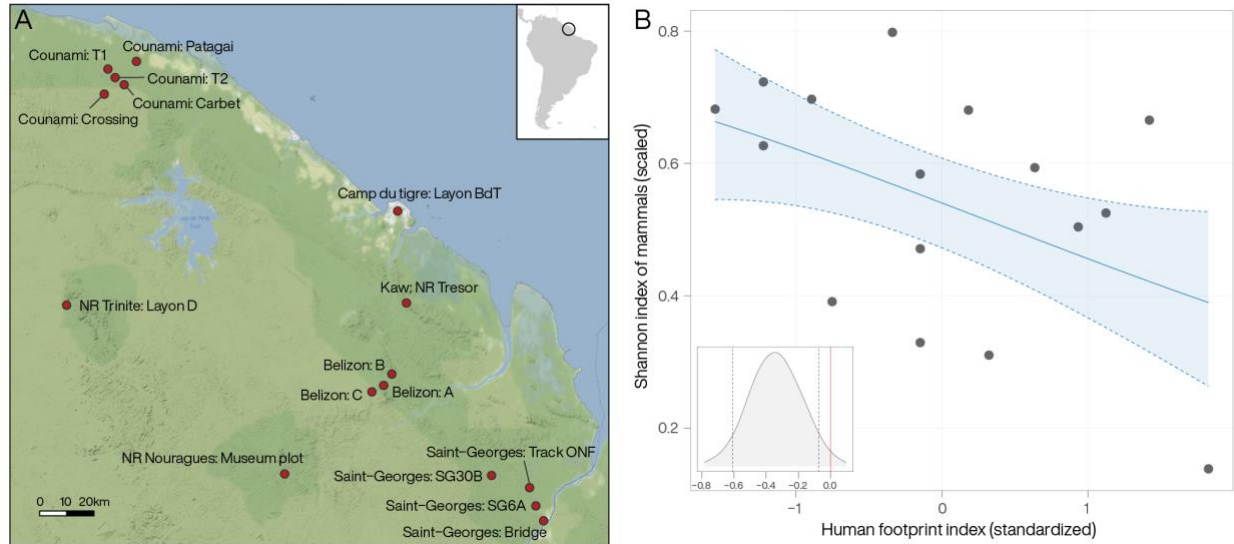 A
Counami: T1
Counami: Patagai
Counami: T2
Counami: Carbet
Counami: Crossing
Camp du tigre: Layon BdT
Kaw: NR Tresor
NR Trinite: Layon D
Belizon: B
Belizon: C
Belizon: A
NR Nouragues: Museum plot
Saint-Georges: Track ONF
Saint-Georges: SG30B
Saint-Georges: SG6A
Saint-Georges: Bridge
0 10 20km
B
Shannon index of mammals (scaled)
0.8
0.6
0.4
0.2
−0.8 −0.6 −0.4 −0.2 0.0
−1 0 1
Human footprint index (standardized)